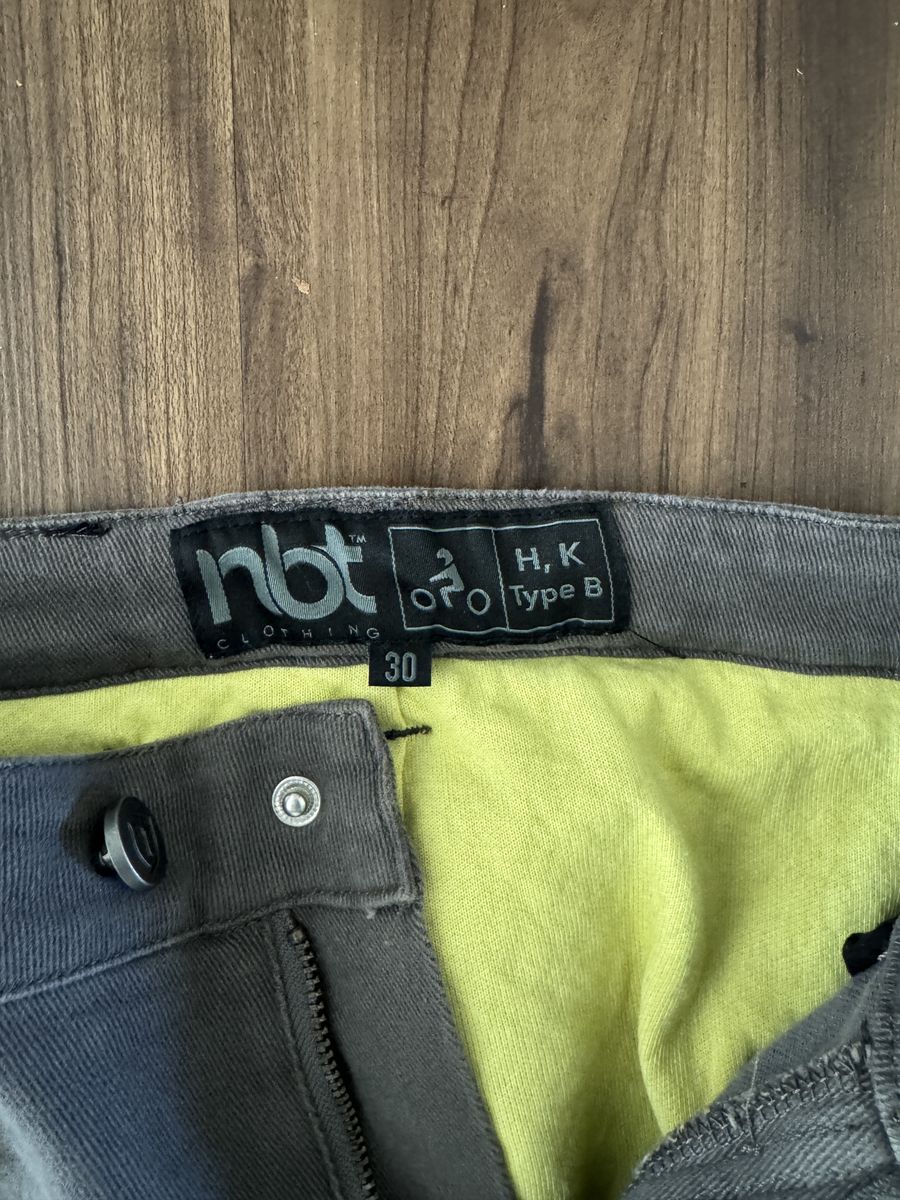 nbt™
CLOTHING
H, K
Type B
30